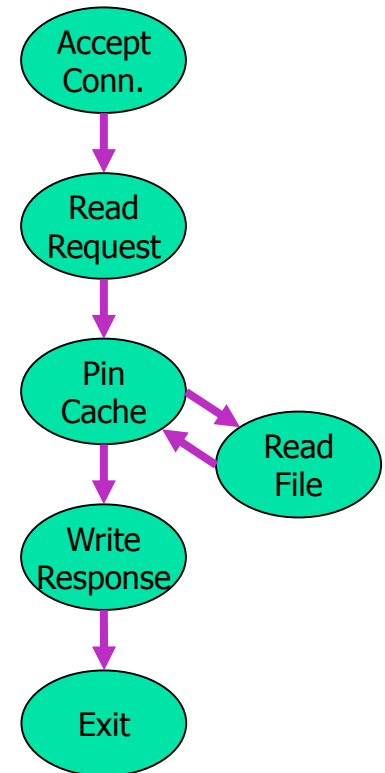 Accept
Conn.
Read
Request
Pin
Cache
Read
File
Write
Response
Exit